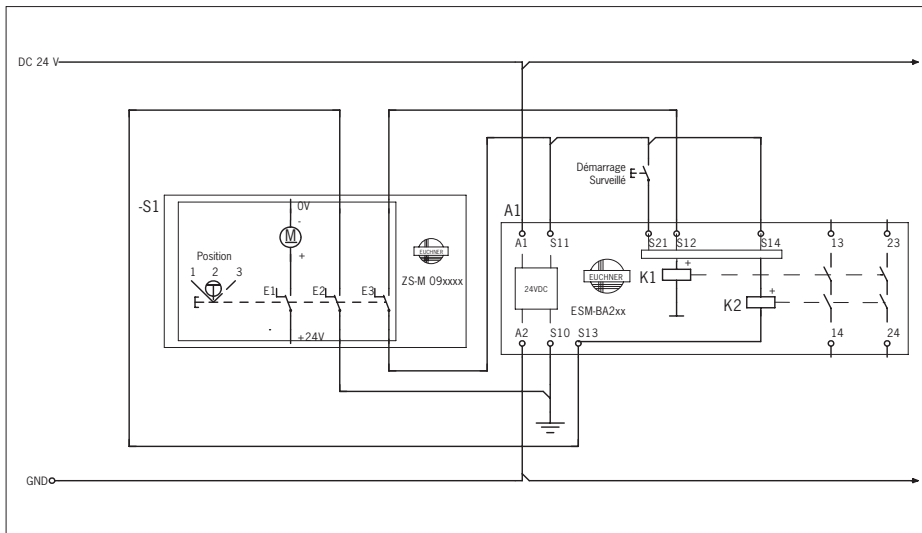 DC 24 V
Démarrage
Surveillé
-S1
0V
-
M
+
EUCHNER
ZS-M 09xxxx
Position
1 2 3
E1 E2 E3
+24V
A1
A1 S11 S21 S12 S14 13 23
+
K1
24VDC
EUCHNER
ESM-BA2xx
+
K2
A2 S10 S13 14 24
GND